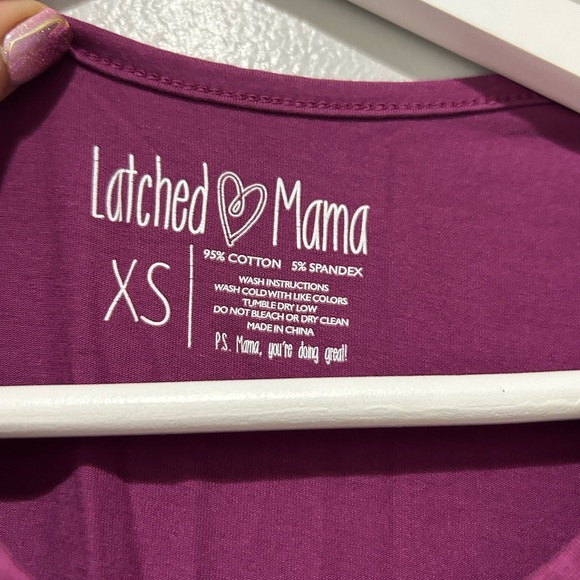 Latched Mama
XS
95% COTTON 5% SPANDEX
WASH INSTRUCTIONS
WASH COLD WITH LIKE COLORS
TUMBLE DRY LOW
DO NOT BLEACH OR DRY CLEAN
MADE IN CHINA
P.S. Mama, you're doing great!